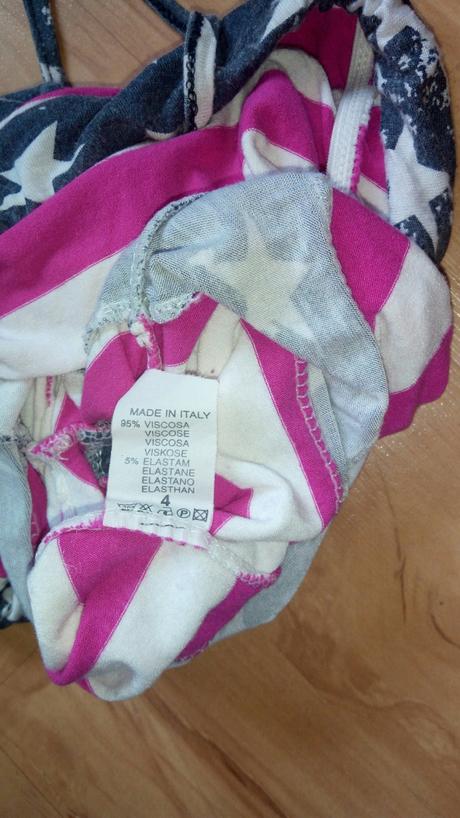 MADE IN ITALY
95% VISCOSA
VISCOSE
VISCOSA
VISKOSE
5% ELASTAM
ELASTANE
ELASTANO
ELASTHAN
4